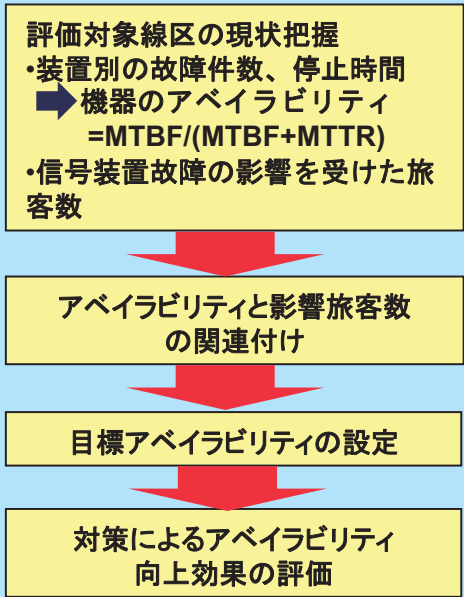 評価対象線区の現状把握
•装置別の故障件数、停止時間
機器のアベイラビリティ
=MTBF/(MTBF+MTTR)
•信号装置故障の影響を受けた旅
客数
アベイラビリティと影響旅客数
の関連付け
目標アベイラビリティの設定
対策によるアベイラビリティ
向上効果の評価